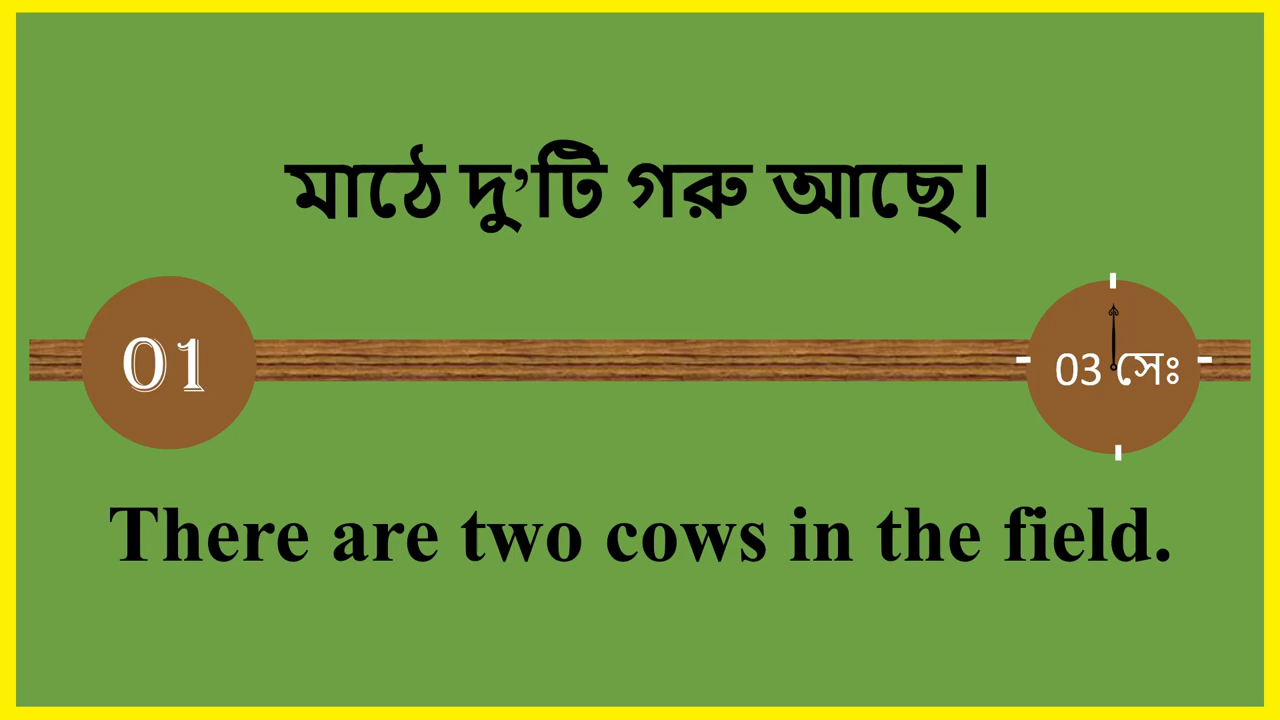 মাঠে দু’টি গরু আছে।
01
03 সেঃ
There are two cows in the field.